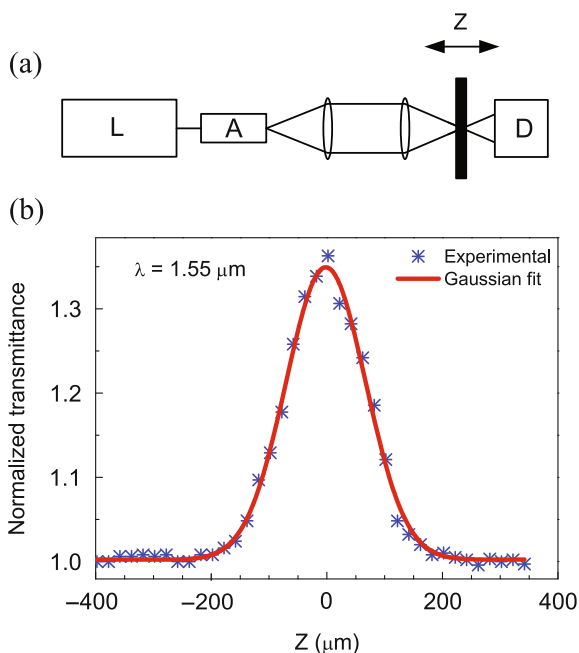 (a)
Z
L
A
D
(b)
λ = 1.55 μm
Experimental
Gaussian fit
Normalized transmittance
1.3
1.2
1.1
1.0
−400
−200
0
200
400
Z (μm)